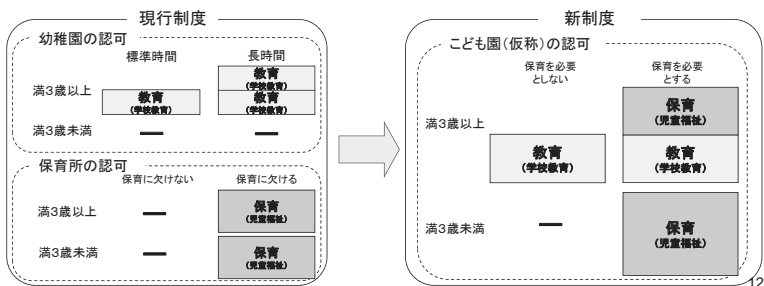 現行制度
幼稚園の認可
標準時間 長時間
満3歳以上
教育
(学校教育)
教育
(学校教育)
教育
(学校教育)
満3歳未満 ― ―
保育所の認可
保育に欠けない 保育に欠ける
満3歳以上 ―
保育
(児童福祉)
満3歳未満 ―
保育
(児童福祉)
新制度
こども園(仮称)の認可
保育を必要
としない
保育を必要
とする
満3歳以上
保育
(児童福祉)
教育
(学校教育)
教育
(学校教育)
満3歳未満 ―
保育
(児童福祉)
12